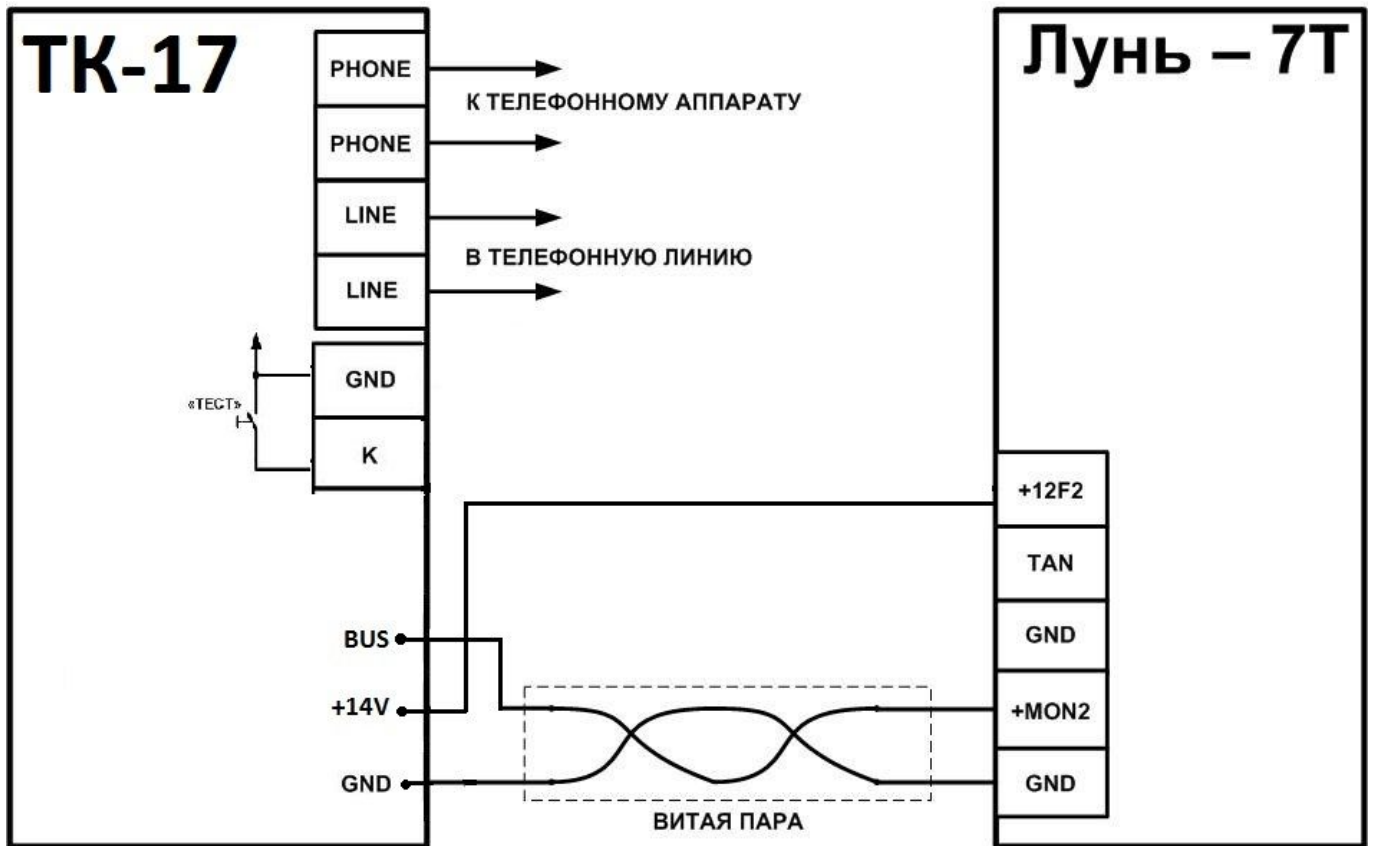 ТК-17
Лунь – 7Т
PHONE
К ТЕЛЕФОННОМУ АППАРАТУ
PHONE
LINE
В ТЕЛЕФОННУЮ ЛИНИЮ
LINE
GND
«ТЕСТ»
K
+12F2
TAN
BUS
GND
+14V
+MON2
GND
GND
ВИТАЯ ПАРА